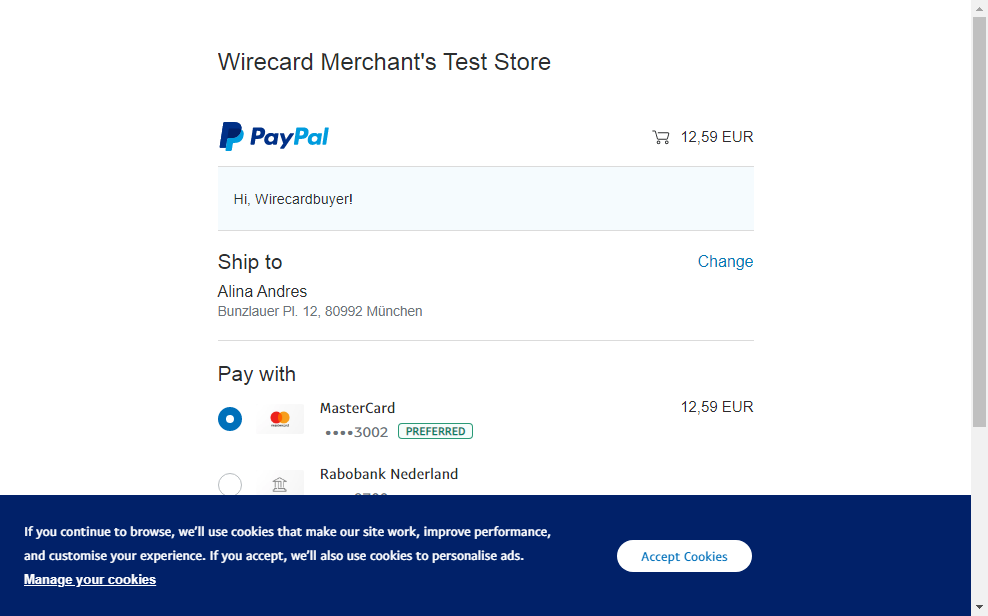 Wirecard Merchant's Test Store
PayPal
12,59 EUR
Hi, Wirecardbuyer!
Ship to
Change
Alina Andres
Bunzlauer Pl. 12, 80992 München
Pay with
MasterCard
12,59 EUR
••••3002 PREFERRED
Rabobank Nederland
If you continue to browse, we'll use cookies that make our site work, improve performance,
and customise your experience. If you accept, we'll also use cookies to personalise ads.
Manage your cookies
Accept Cookies